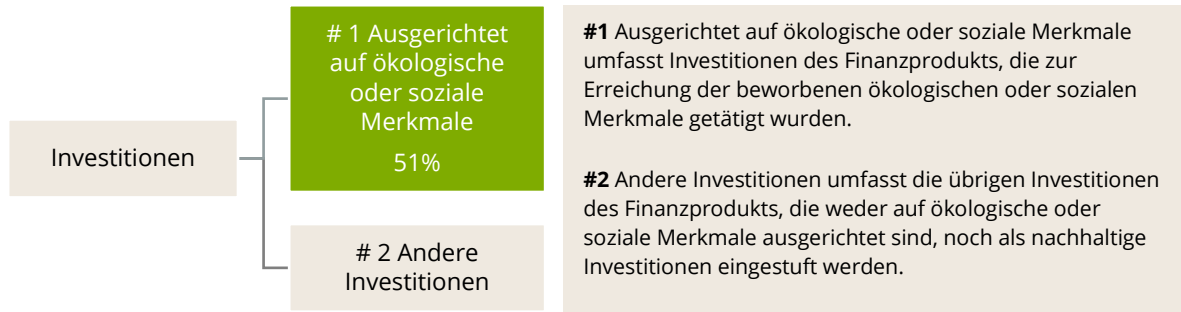 Investitionen
# 1 Ausgerichtet
auf ökologische
oder soziale
Merkmale
51%
# 2 Andere
Investitionen
#1 Ausgerichtet auf ökologische oder soziale Merkmale
umfasst Investitionen des Finanzprodukts, die zur
Erreichung der beworbenen ökologischen oder sozialen
Merkmale getätigt wurden.
#2 Andere Investitionen umfasst die übrigen Investitionen
des Finanzprodukts, die weder auf ökologische oder
soziale Merkmale ausgerichtet sind, noch als nachhaltige
Investitionen eingestuft werden.